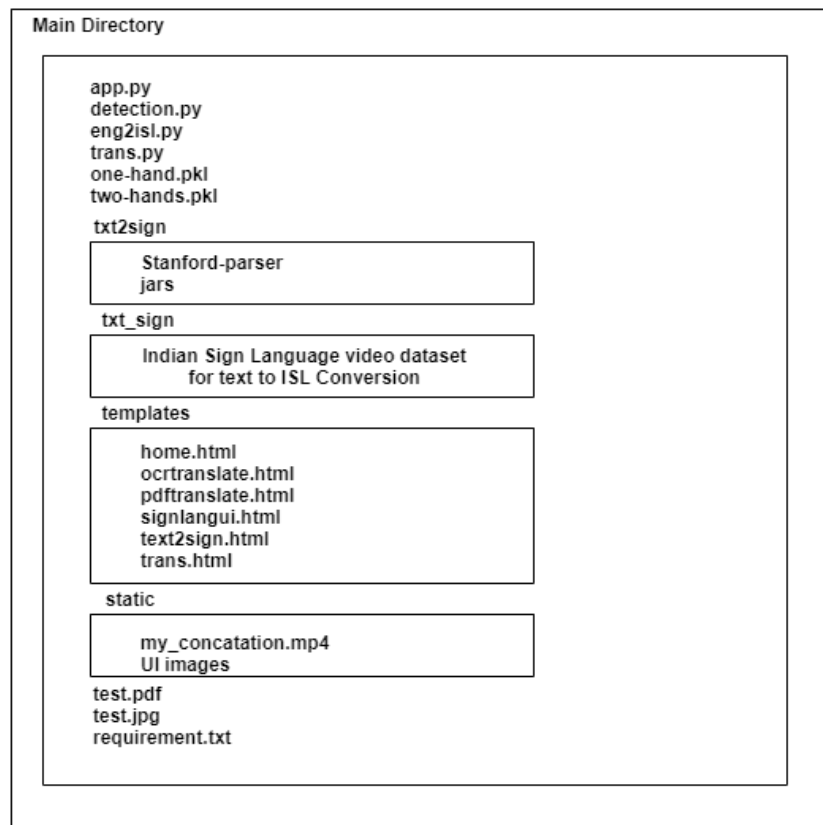 Main Directory
app.py
detection.py
eng2isl.py
trans.py
one-hand.pkl
two-hands.pkl
txt2sign
Stanford-parser
jars
txt_sign
Indian Sign Language video dataset
for text to ISL Conversion
templates
home.html
ocrtranslate.html
pdftranslate.html
signlangui.html
text2sign.html
trans.html
static
my_concatation.mp4
UI images
test.pdf
test.jpg
requirement.txt